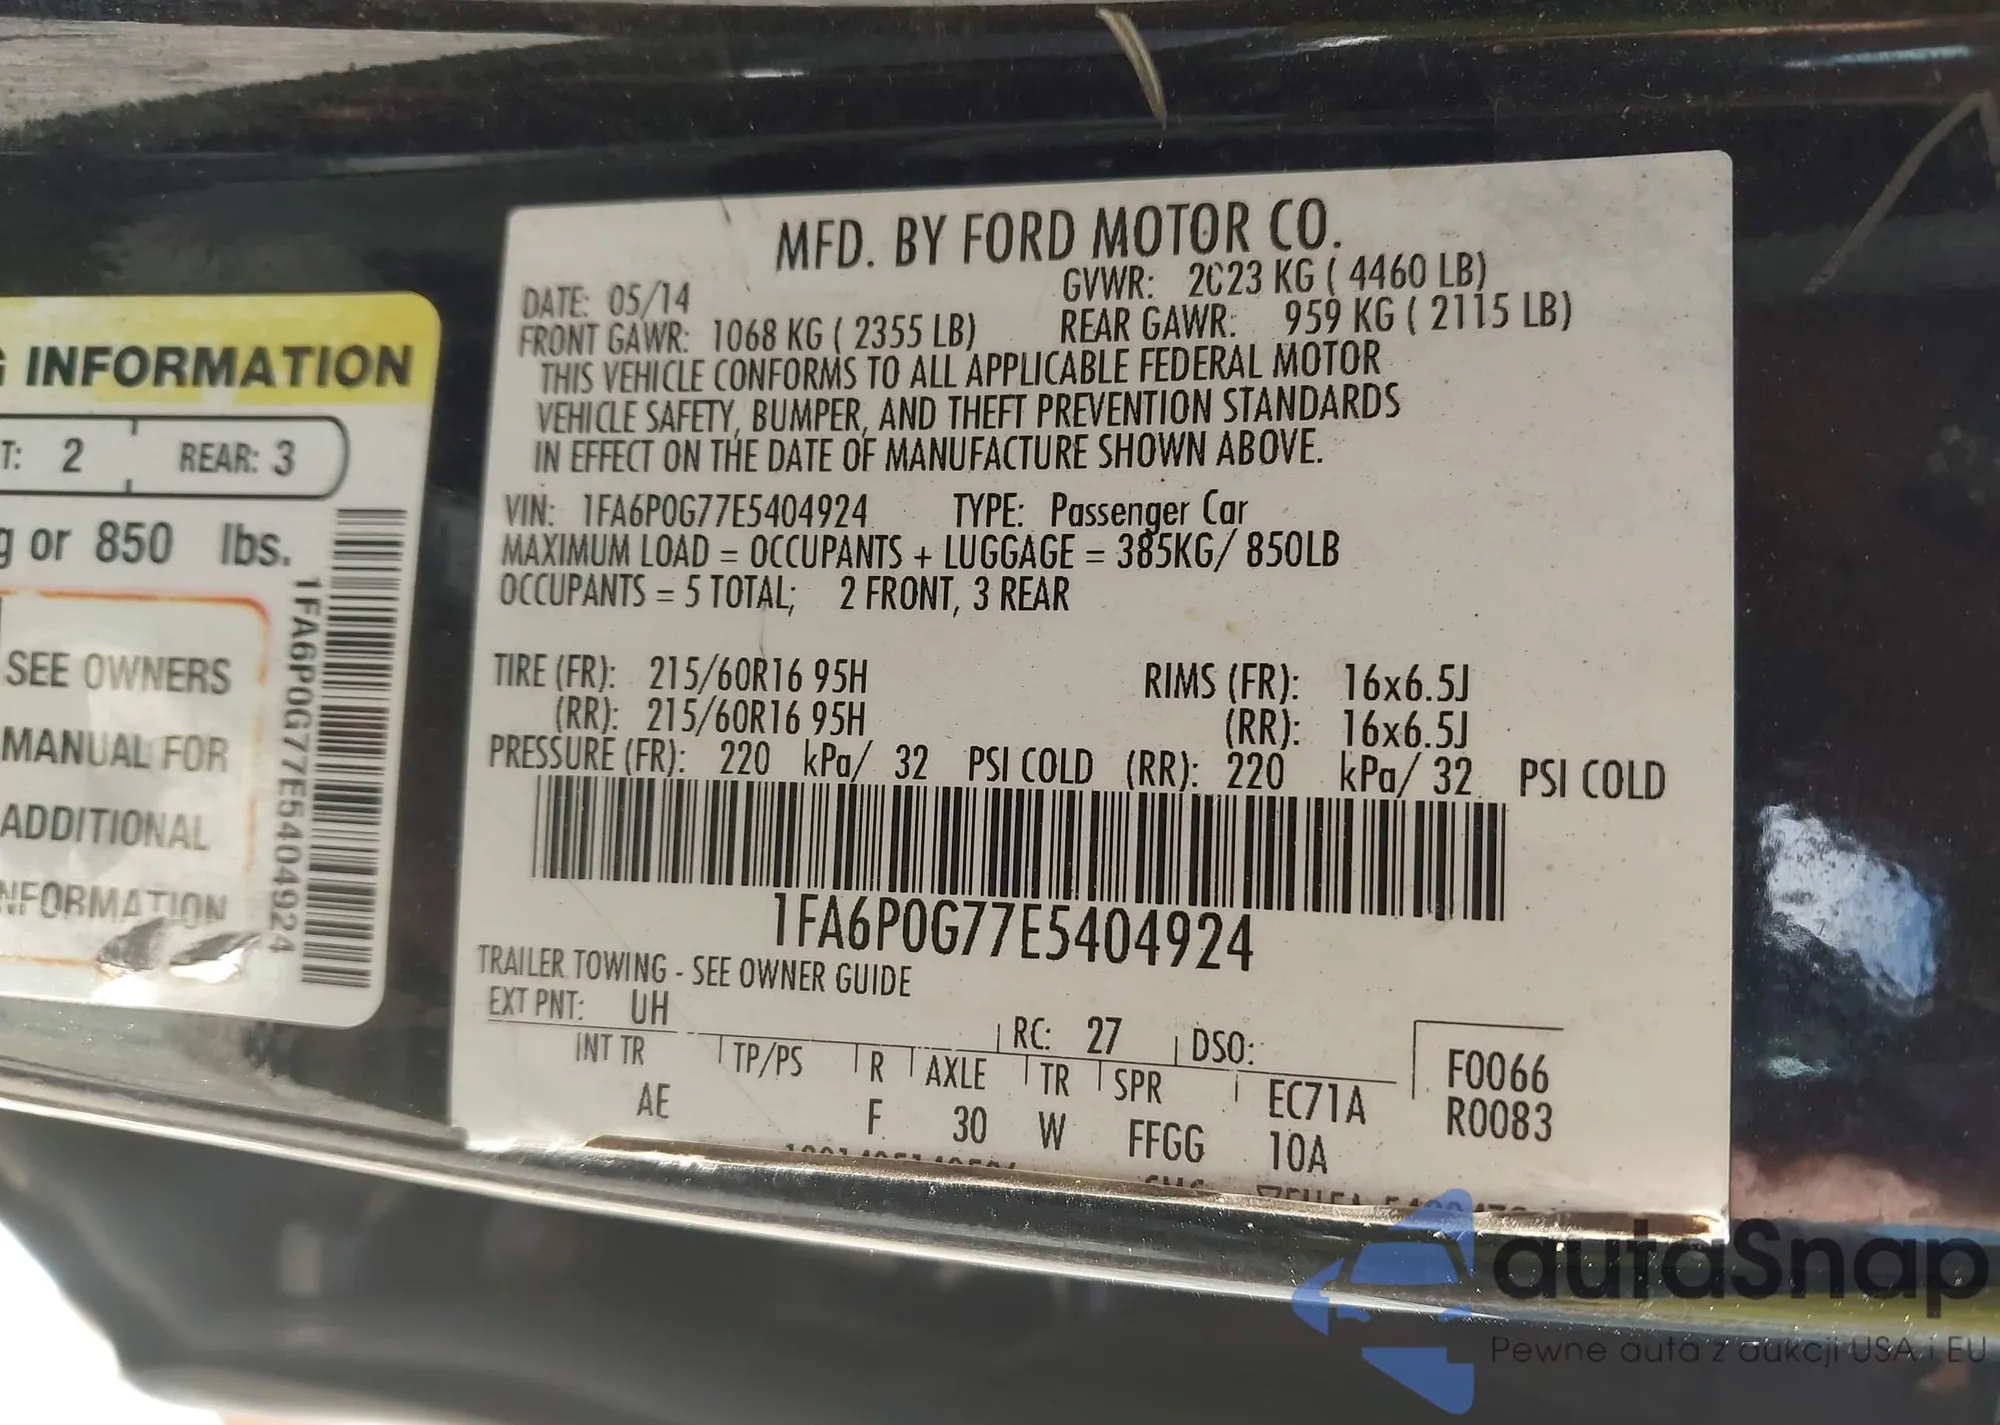 G INFORMATION
T: 2 REAR: 3
g or 850 lbs.
SEE OWNERS
MANUAL FOR
ADDITIONAL
INFORMATION
1FA6P0G77E5404924
MFD. BY FORD MOTOR CO.
DATE: 05/14 GVWR: 2023 KG ( 4460 LB)
FRONT GAWR: 1068 KG ( 2355 LB) REAR GAWR: 959 KG ( 2115 LB)
THIS VEHICLE CONFORMS TO ALL APPLICABLE FEDERAL MOTOR
VEHICLE SAFETY, BUMPER, AND THEFT PREVENTION STANDARDS
IN EFFECT ON THE DATE OF MANUFACTURE SHOWN ABOVE.
VIN: 1FA6P0G77E5404924 TYPE: Passenger Car
MAXIMUM LOAD = OCCUPANTS + LUGGAGE = 385KG/ 850LB
OCCUPANTS = 5 TOTAL; 2 FRONT, 3 REAR
TIRE (FR): 215/60R16 95H RIMS (FR): 16x6.5J
(RR): 215/60R16 95H (RR): 16x6.5J
PRESSURE (FR): 220 kPa/ 32 PSI COLD (RR): 220 kPa/ 32 PSI COLD
1FA6P0G77E5404924
TRAILER TOWING - SEE OWNER GUIDE
EXT PNT: UH RC: 27 DSO:
INT TR TP/PS R AXLE TR SPR EC71A F0066
AE F 30 W FFGG 10A R0083
autaSnap
Pewne auta z aukcji USA i EU